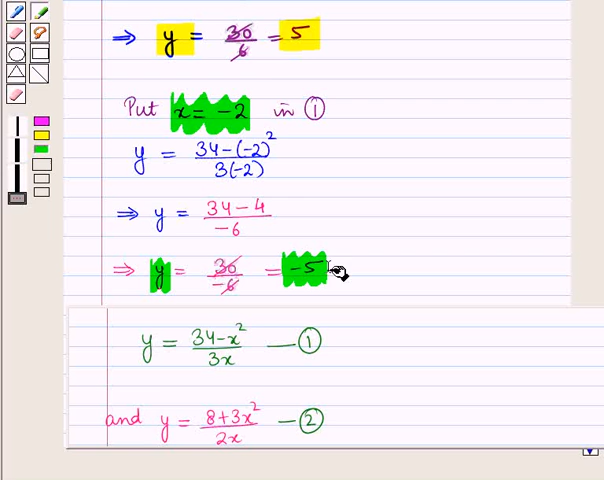 ⇒ y = 30/6 = 5
Put x = -2 in ①
y = 34-(-2)²/3(-2)
⇒ y = 34-4/-6
⇒ y = 30/-6 = -5
y = 34-x²/3x — ①
and y = 8+3x²/2x — ②